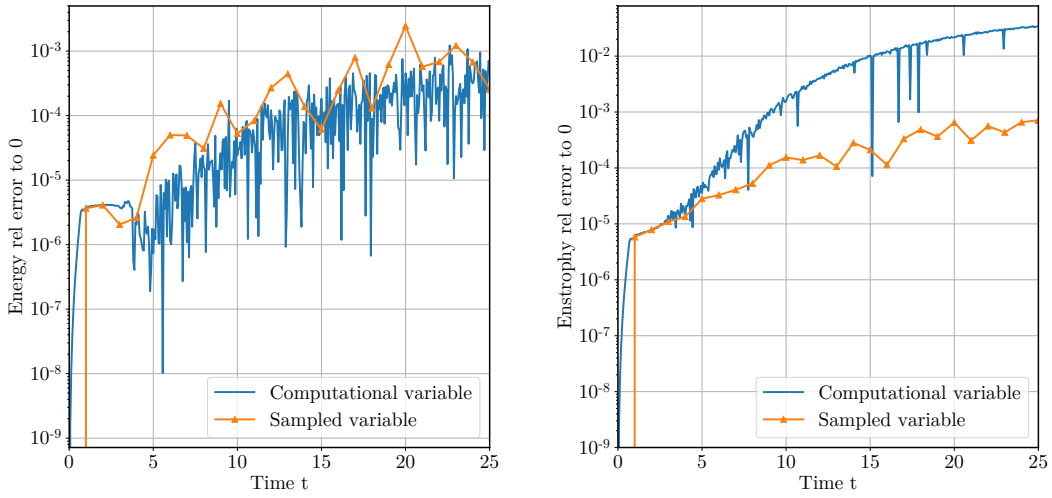 Energy rel error to 0
10^-3
10^-4
10^-5
10^-6
10^-7
10^-8
10^-9
0 5 10 15 20 25
Time t
Computational variable
Sampled variable
Enstrophy rel error to 0
10^-2
10^-3
10^-4
10^-5
10^-6
10^-7
10^-8
10^-9
0 5 10 15 20 25
Time t
Computational variable
Sampled variable